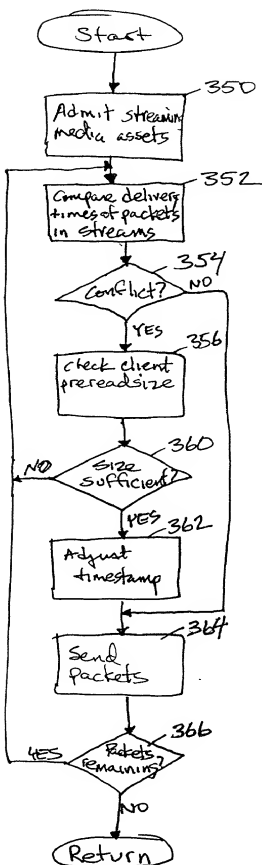 Start
350
Admit streaming
media assets
352
Compare delivery
times of packets
in streams
354
Conflict?
NO
YES
356
check client
prereadsize
360
NO
Size
sufficient?
YES
362
Adjust
timestamp
364
Send
packets
366
YES
Packets
remaining?
NO
Return